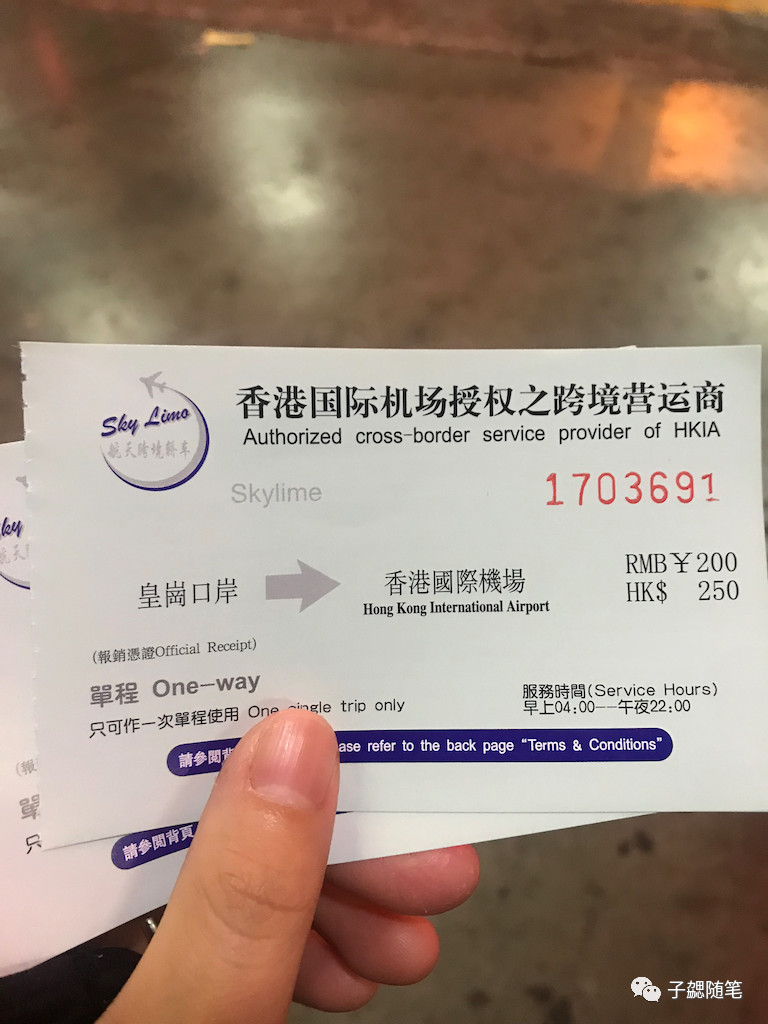 Sky Limo
航天跨境轎車
香港国际机场授权之跨境营运商
Authorized cross-border service provider of HKIA
Skylime
1703691
皇崗口岸
香港國際機場
Hong Kong International Airport
RMB￥200
HK$ 250
(報銷憑證Official Receipt)
單程 One-way
只可作一次單程使用 One single trip only
服務時間(Service Hours)
早上04:00——午夜22:00
請參閱背 ase refer to the back page “Terms & Conditions”
ky
航天
(報
單
只
請參閱背頁
子勰随笔